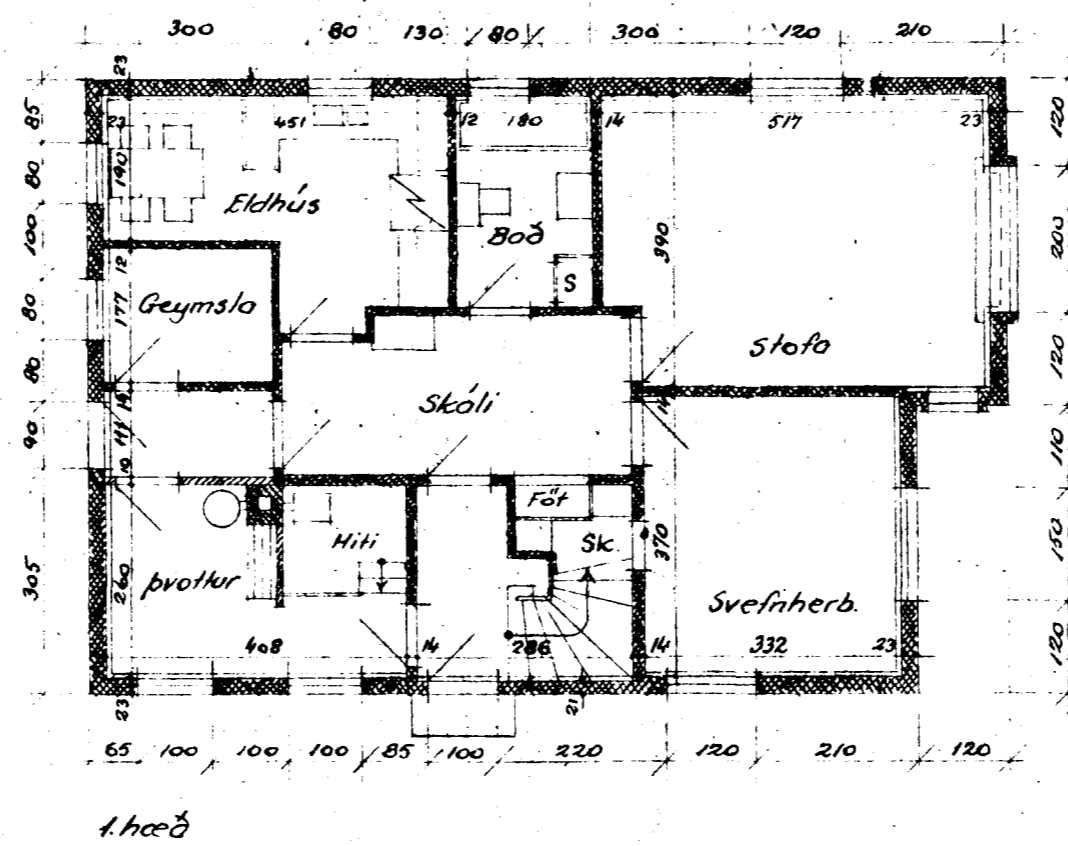 300 80 130 80 300 120 210
23
85 80 100 80 80 90 305
120 200 120 110 150 120
23 451 12 180 14 517 23
190
Eldhús
Bað
S
390
Stofa
12
177
Geymsla
14
Skáli
14
10
Föt
Sk.
370
Hiti
260
þvottur
Svefnherb.
408 14 286 14 332 23
23 21
65 100 100 100 85 100 220 120 210 120
1. hæð